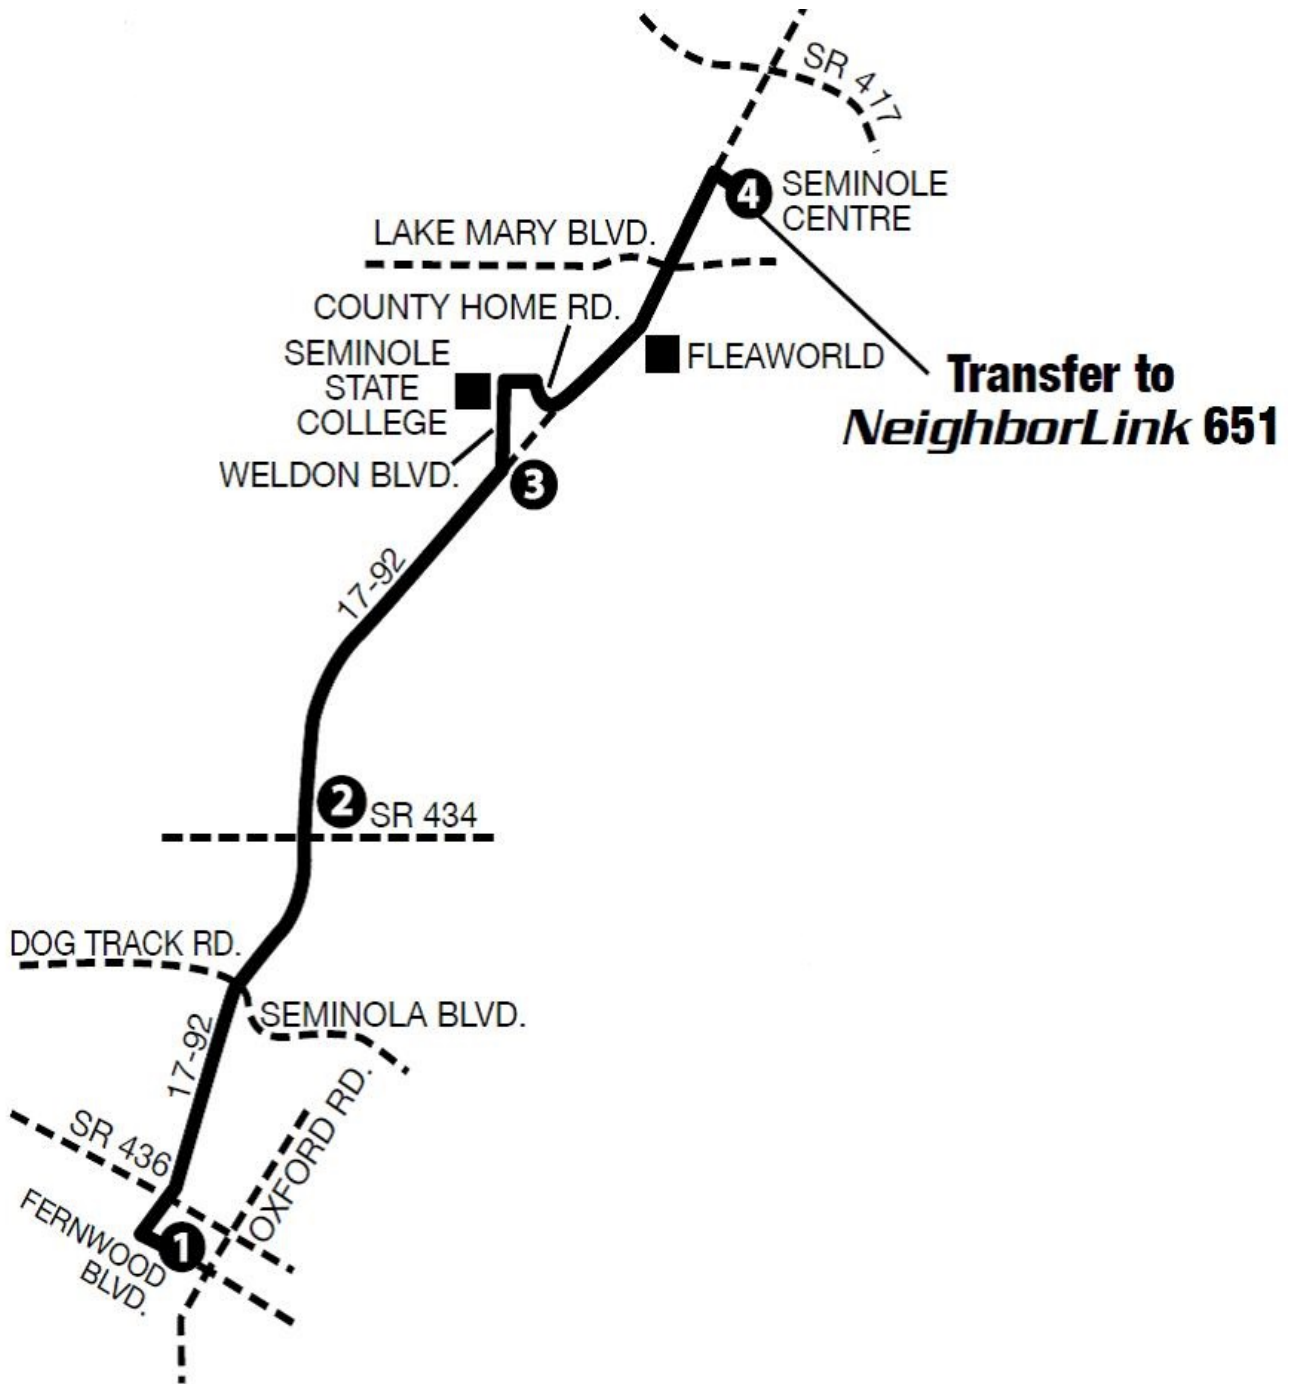 SR 417
4
SEMINOLE
CENTRE
LAKE MARY BLVD.
COUNTY HOME RD.
SEMINOLE
STATE
COLLEGE
FLEAWORLD
Transfer to
NeighborLink 651
WELDON BLVD.
3
17-92
2
SR 434
DOG TRACK RD.
SEMINOLA BLVD.
17-92
OXFORD RD.
SR 436
FERNWOOD
BLVD.
1